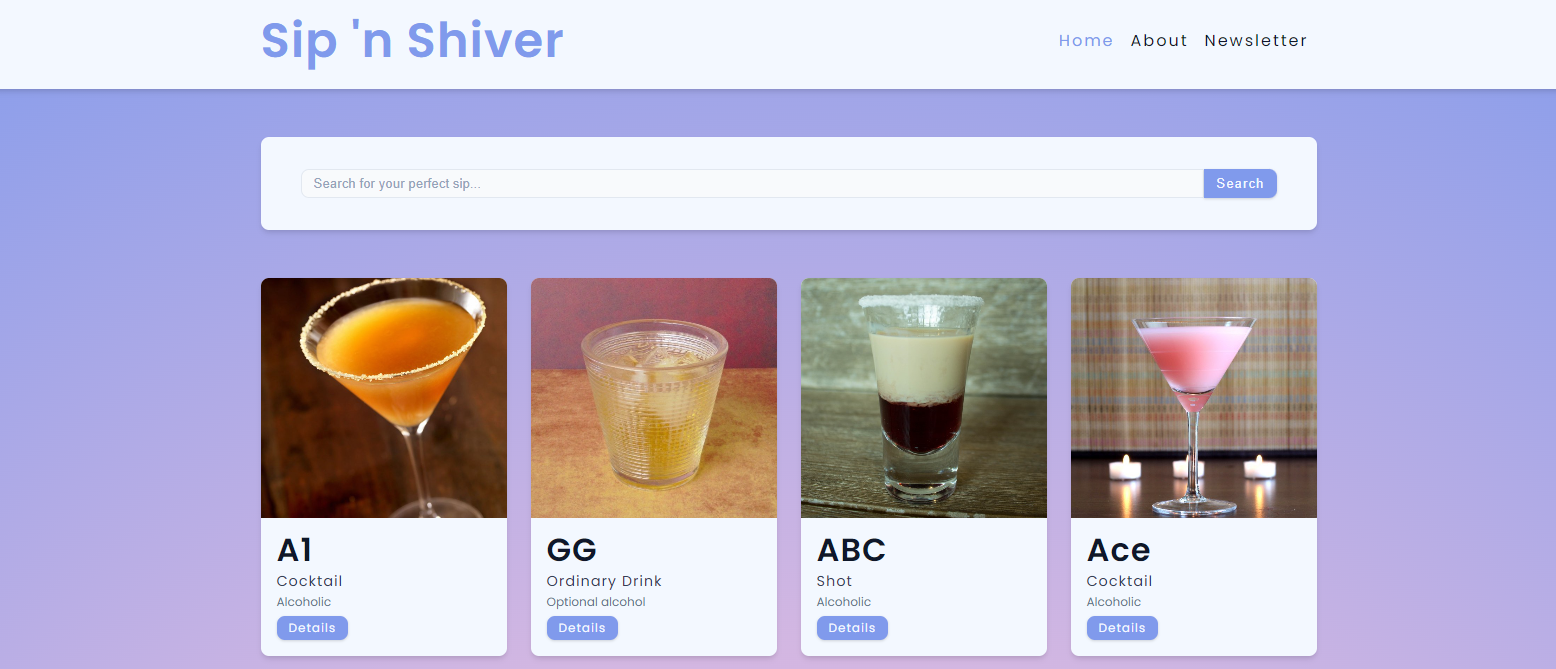 Sip 'n Shiver
Home About Newsletter
Search for your perfect sip...
Search
A1
Cocktail
Alcoholic
Details
GG
Ordinary Drink
Optional alcohol
Details
ABC
Shot
Alcoholic
Details
Ace
Cocktail
Alcoholic
Details